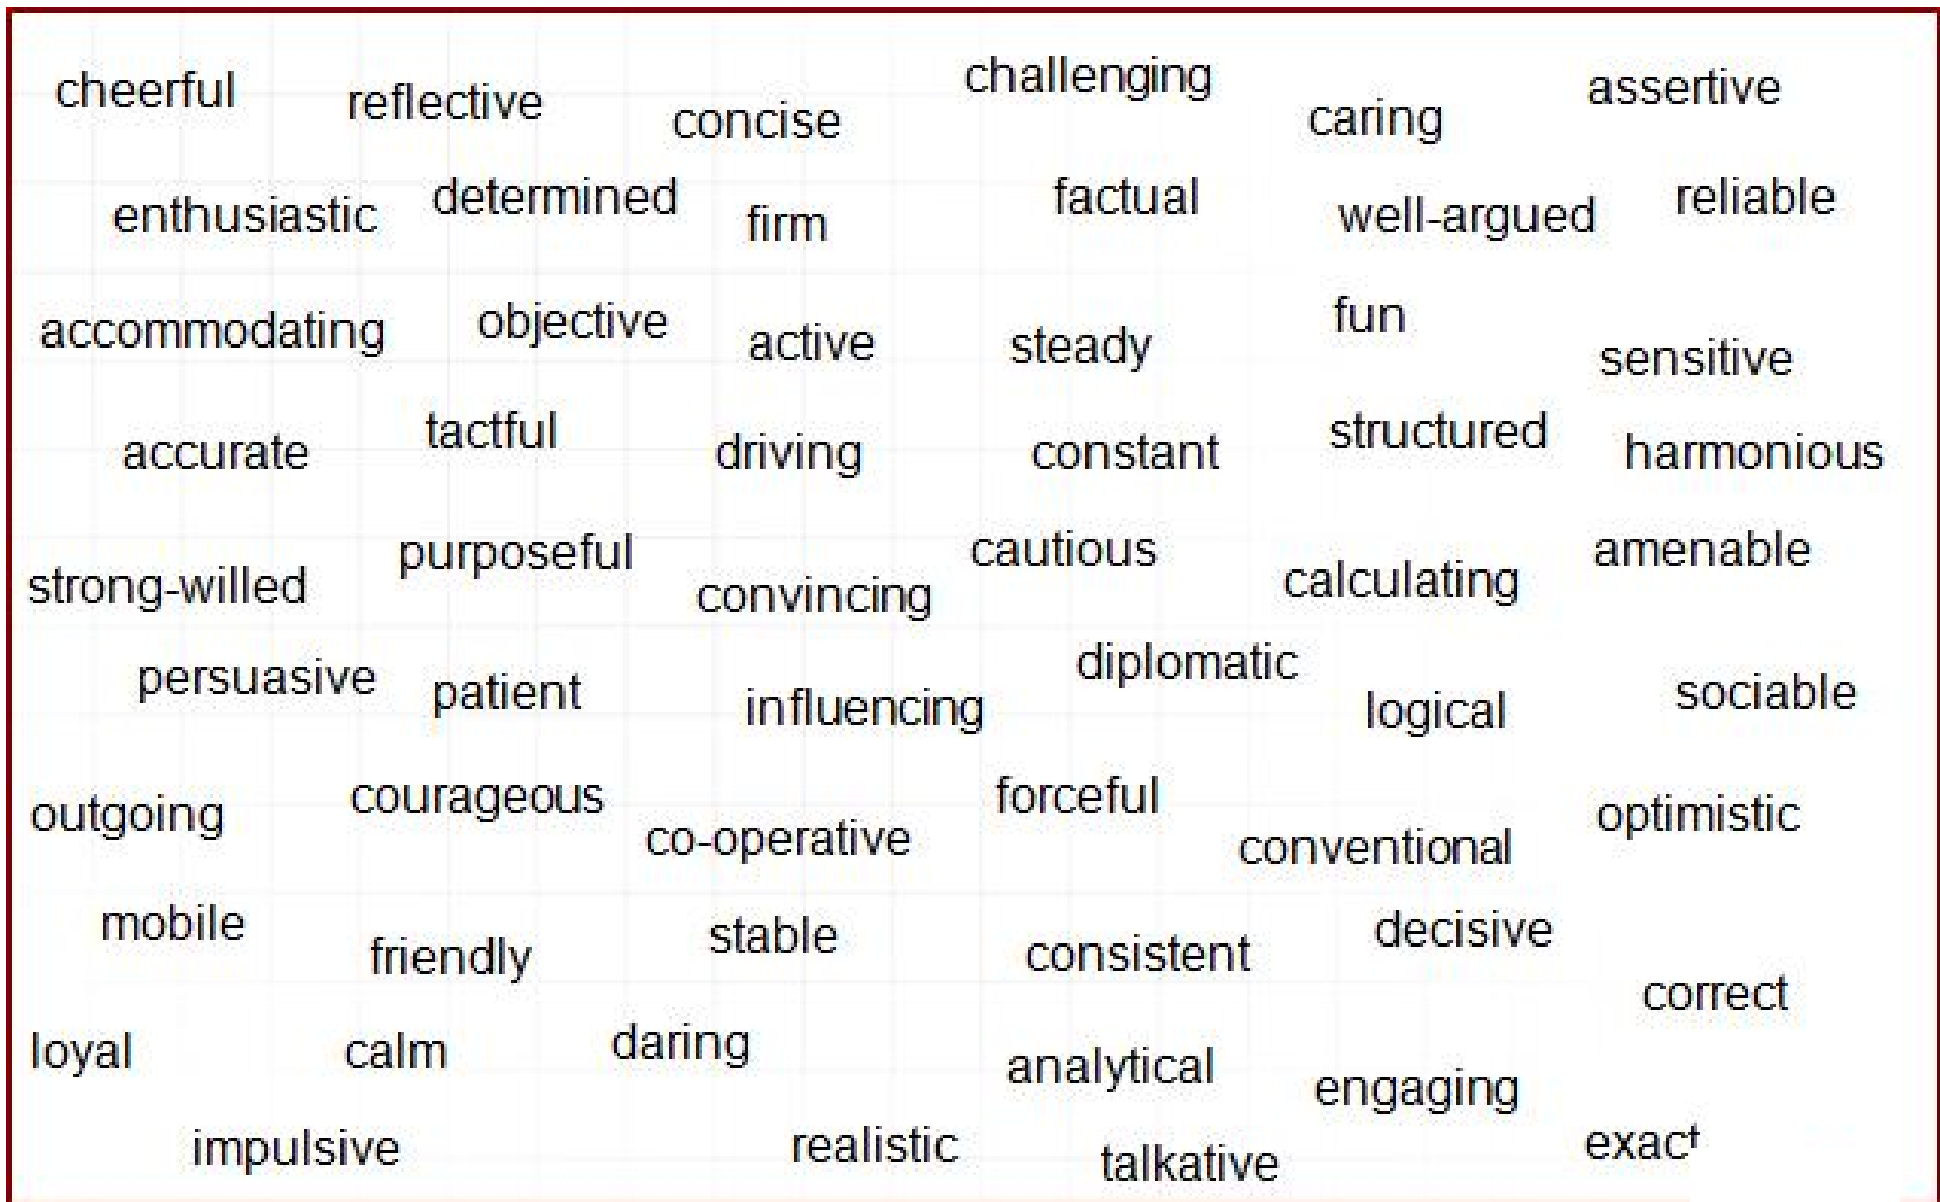 cheerful reflective concise challenging caring assertive
enthusiastic determined firm factual well-argued reliable
accommodating objective active steady fun sensitive
accurate tactful driving constant structured harmonious
strong-willed purposeful convincing cautious calculating amenable
persuasive patient influencing diplomatic logical sociable
outgoing courageous co-operative forceful conventional optimistic
mobile friendly stable consistent decisive correct
loyal calm daring analytical engaging
impulsive realistic talkative exact